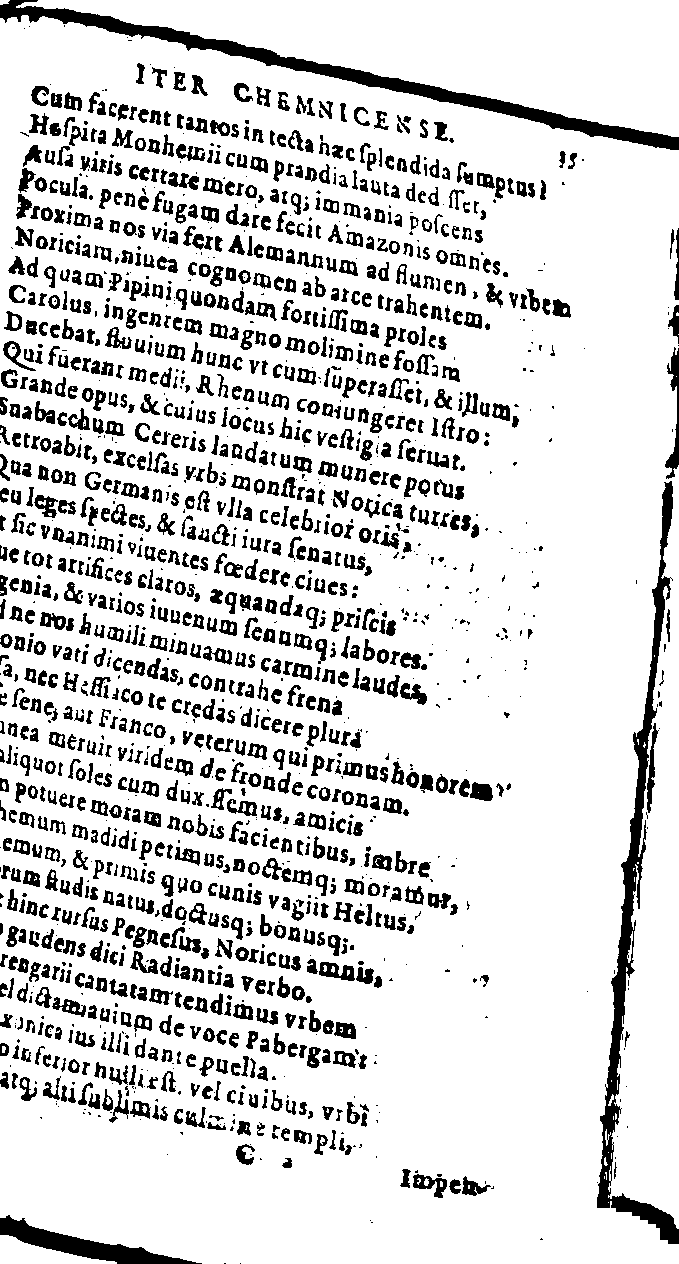 ITER CHEMNICENSE.
15
Cum facerent tantos in tecta hæc ſplendida ſumptus?
Hoſpita Monhemii cum prandia lauta ded ſſet,
Auſa viris certare mero, atq; immania poſcens
Pocula, penè fugam dare fecit Amazonis omnes.
Proxima nos via fert Alemannum ad flumen, & vrbem
Noriciam, niuea cognomen ab arce trahentem.
Ad quam Pipini quondam fortiſſima proles
Carolus, ingentem magno molimine foſſam
Ducebat, fluuium hunc vt cum ſuperaſſet, & illum,
Qui fuerant medii, Rhenum coniungeret Iſtro:
Grande opus, & cuius locus hic veſtigia ſeruat.
Snabacchum Cereris laudatum munere potus
Retroabit, excelſas vrbs monſtrat Norica turres,
Qua non Germanis eſt vlla celebrior oris,
eu leges ſpectes, & ſancti iura ſenatus,
t ſic vnanimi viuentes fœdere ciues:
ue tot artifices claros, æquandaq; priſcis
genia, & varios iuuenum ſenumq; labores.
d ne nos humili minuamus carmine laudes,
onio vati dicendas, contrahe frena
ſa, nec Heſſiaco te credas dicere plura
e ſene, aut Franco, veterum qui primus honorem
nea meruit viridem de fronde coronam.
aliquot ſoles cum dux.ſſemus, amicis
n potuere moram nobis facientibus, imbre
hemum madidi petimus, noctemq; moramur,
emum, & primis quo cunis vagiit Heltus,
erum ſtudis natus, doctusq; bonusq;.
t hinc rurſus Pegneſus, Noricus amnis,
o gaudens dici Radiantia verbo.
rengarii cantatam tendimus vrbem
el dictam auium de voce Pabergam:
xonica ius illi dante puella.
o inferior nulli eſt, vel ciuibus, vrbi
atq; alti ſublimis culmine templi,
C 2